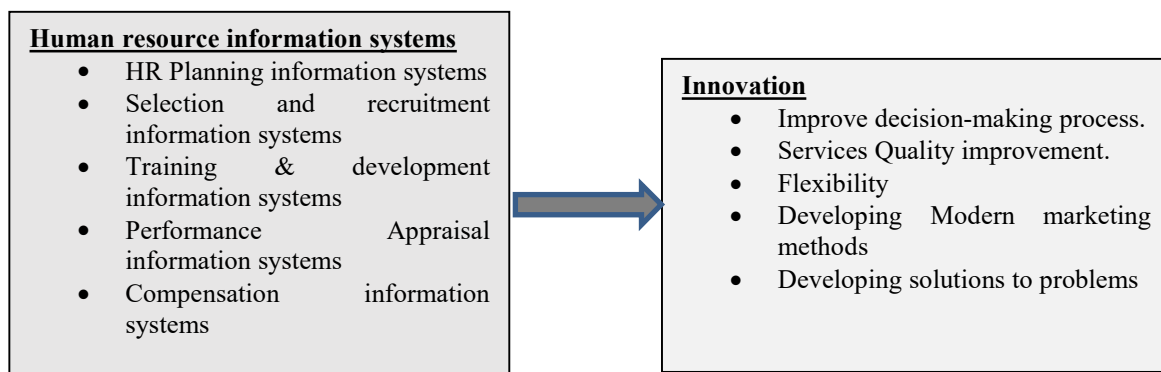 Human resource information systems
• HR Planning information systems
• Selection and recruitment
information systems
• Training & development
information systems
• Performance Appraisal
information systems
• Compensation information
systems
Innovation
• Improve decision-making process.
• Services Quality improvement.
• Flexibility
• Developing Modern marketing
methods
• Developing solutions to problems